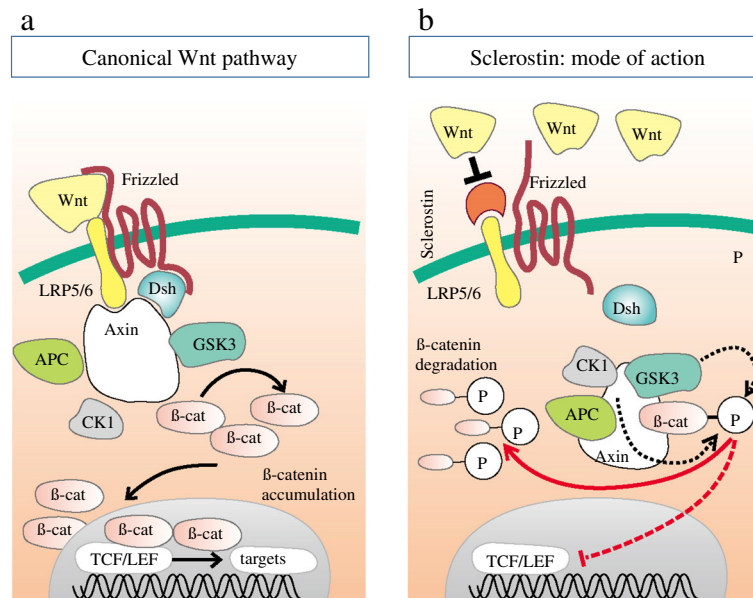 a
Canonical Wnt pathway
Wnt
Frizzled
LRP5/6
Dsh
Axin
APC
GSK3
CK1
ß-cat
ß-cat
ß-cat
ß-catenin
accumulation
ß-cat
ß-cat
ß-cat
ß-cat
TCF/LEF
targets
b
Sclerostin: mode of action
Wnt
Wnt
Wnt
Sclerostin
Frizzled
P
LRP5/6
Dsh
ß-catenin
degradation
CK1
GSK3
P
APC
ß-cat
P
P
Axin
P
TCF/LEF